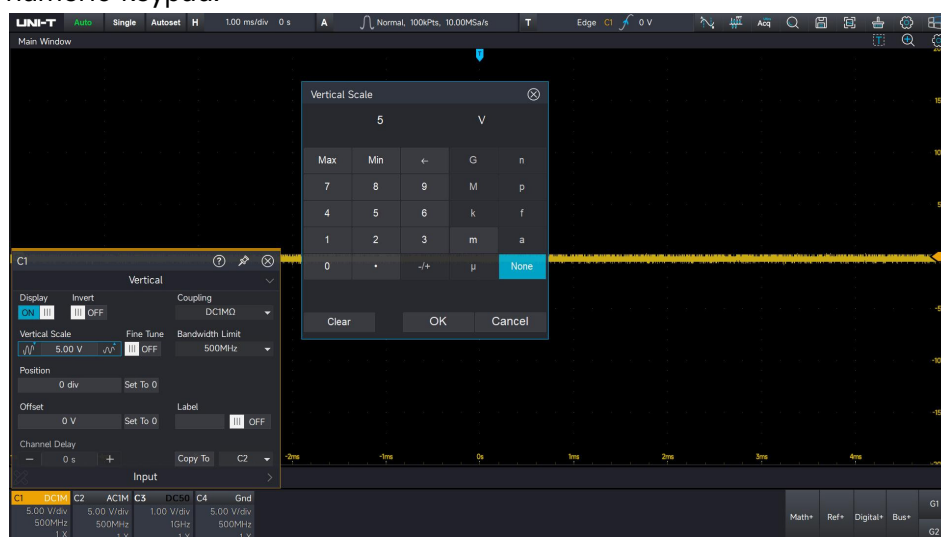 numeric keypad.
UNI-T Auto Single Autoset H 1.00 ms/div 0 s A Normal, 100kPts, 10.00MSa/s T Edge C1 0 V Acq
Main Window
T
T
Vertical Scale
5 V
Max Min ← G n
7 8 9 M p
4 5 6 k f
1 2 3 m a
0 • -/+ μ None
Clear OK Cancel
15
10
5
-5
-10
-15
C1 ?
Vertical
Display Invert Coupling
ON OFF DC1MΩ
Vertical Scale Fine Tune Bandwidth Limit
5.00 V OFF 500MHz
Position
0 div Set To 0
Offset Label
0 V Set To 0 OFF
Channel Delay
— 0 s + Copy To C2
Input
-2ms -1ms 0s 1ms 2ms 3ms 4ms
C1 DC1M C2 AC1M C3 DC50 C4 Gnd
5.00 V/div 5.00 V/div 1.00 V/div 5.00 V/div
500MHz 500MHz 1GHz 500MHz
1 X 1 X 1 X 1 X
Math+ Ref+ Digital+ Bus+
G1
G2